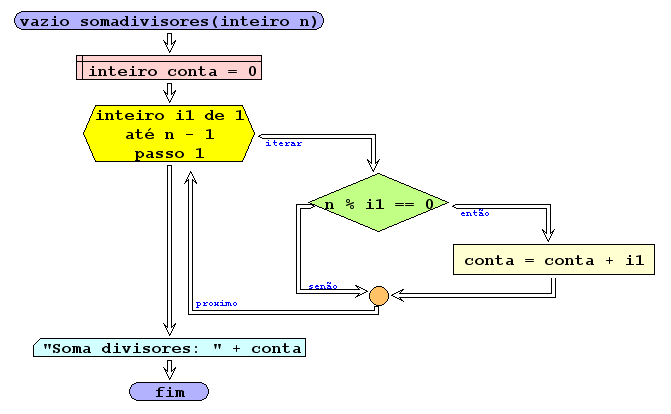 vazio somadivisores(inteiro n)
inteiro conta = 0
inteiro i1 de 1
até n - 1
passo 1
iterar
n % i1 == 0
então
conta = conta + i1
senão
proximo
"Soma divisores: " + conta
fim